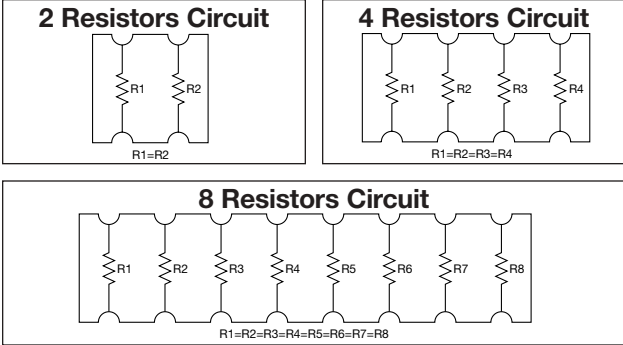 2 Resistors Circuit
R1 R2
R1=R2
4 Resistors Circuit
R1 R2 R3 R4
R1=R2=R3=R4
8 Resistors Circuit
R1 R2 R3 R4 R5 R6 R7 R8
R1=R2=R3=R4=R5=R6=R7=R8